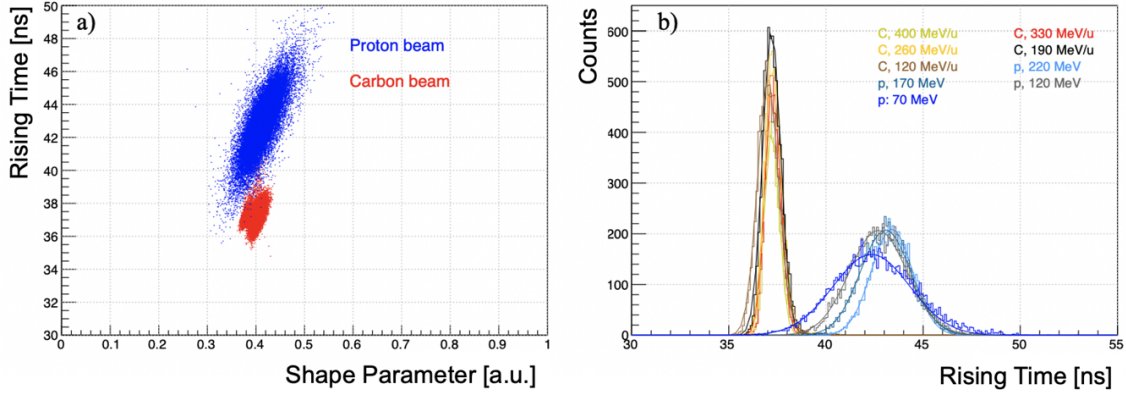 a)
Rising Time [ns]
50
48
46
44
42
40
38
36
34
32
30
Proton beam
Carbon beam
0 0.1 0.2 0.3 0.4 0.5 0.6 0.7 0.8 0.9 1
Shape Parameter [a.u.]
b)
Counts
600
500
400
300
200
100
0
C, 400 MeV/u C, 330 MeV/u
C, 260 MeV/u C, 190 MeV/u
C, 120 MeV/u p, 220 MeV
p, 170 MeV p, 120 MeV
p: 70 MeV
30 35 40 45 50 55
Rising Time [ns]